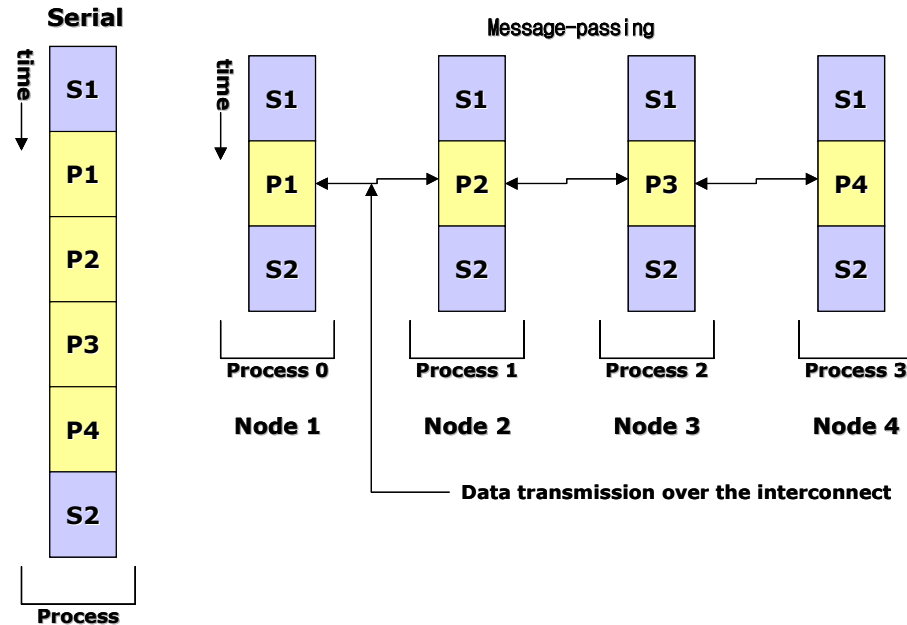 Serial
time
S1
P1
P2
P3
P4
S2
Process
Message-passing
time
S1
P1
S2
Process 0
Node 1
S1
P2
S2
Process 1
Node 2
S1
P3
S2
Process 2
Node 3
S1
P4
S2
Process 3
Node 4
Data transmission over the interconnect